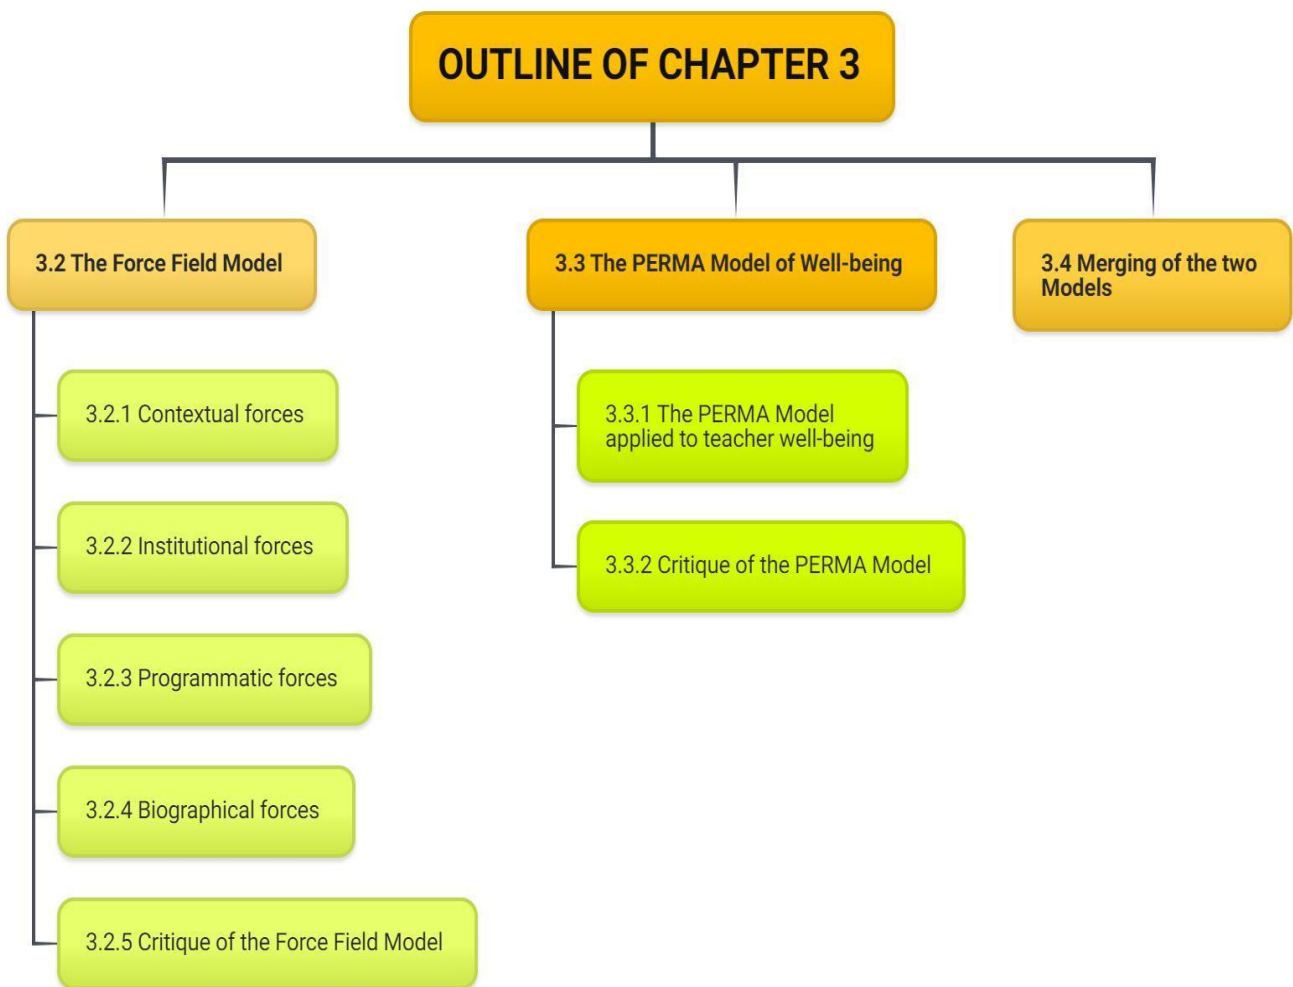 OUTLINE OF CHAPTER 3
3.2 The Force Field Model
3.2.1 Contextual forces
3.2.2 Institutional forces
3.2.3 Programmatic forces
3.2.4 Biographical forces
3.2.5 Critique of the Force Field Model
3.3 The PERMA Model of Well-being
3.3.1 The PERMA Model
applied to teacher well-being
3.3.2 Critique of the PERMA Model
3.4 Merging of the two
Models